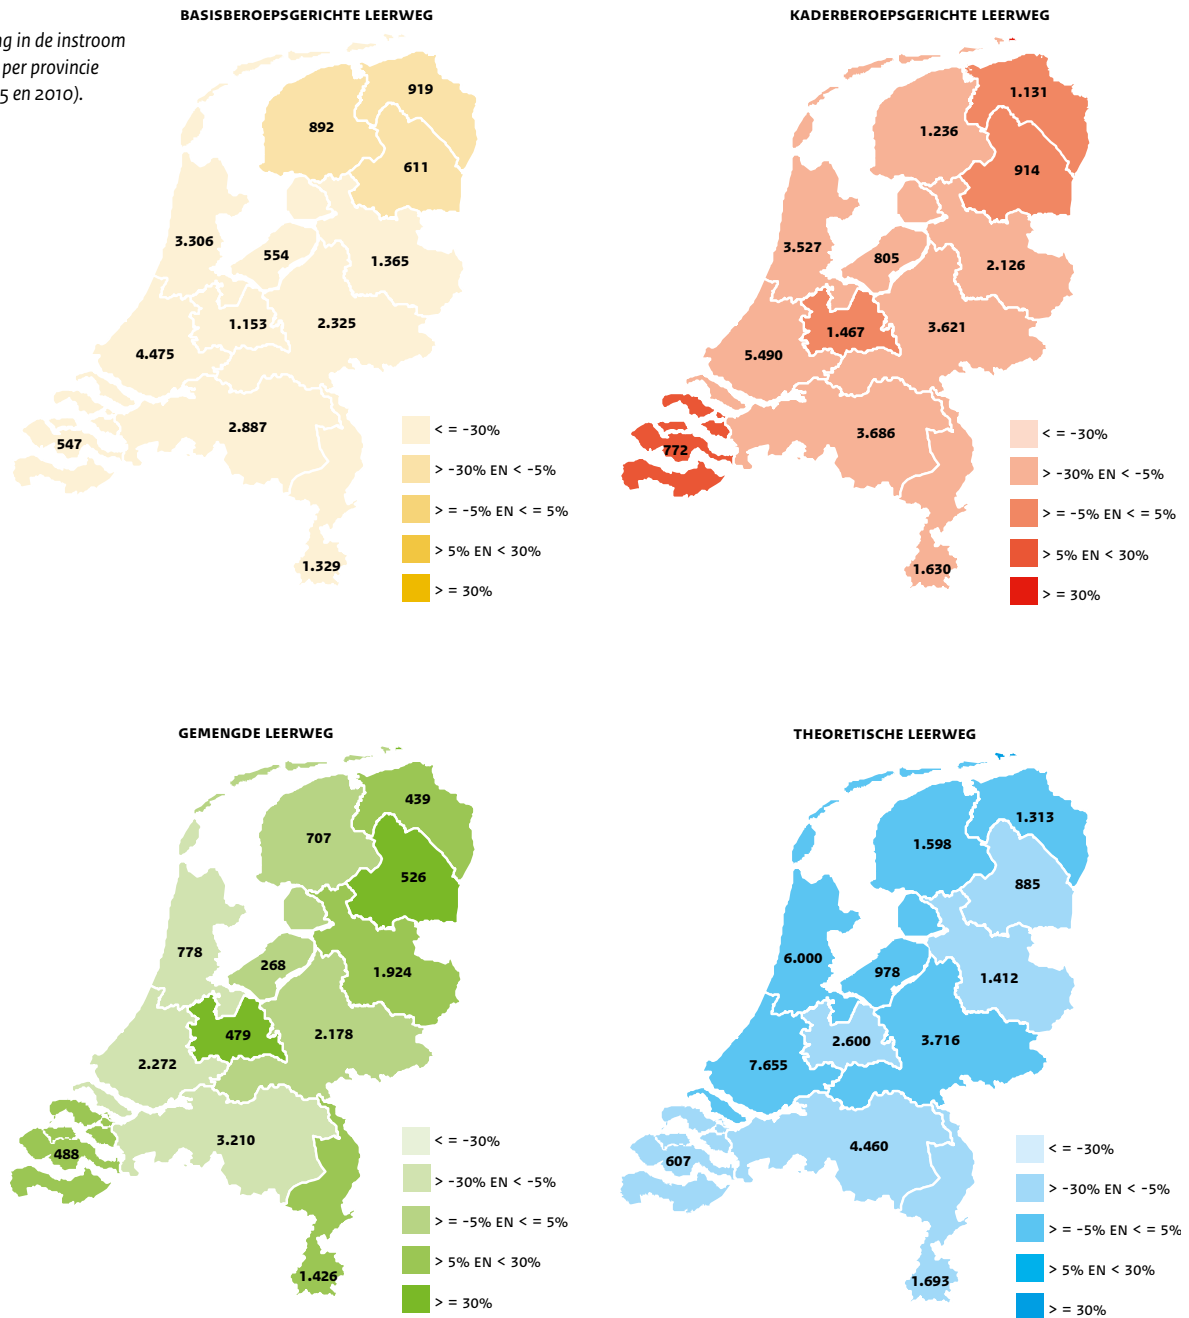 BASISBEROEPSGERICHTE LEERWEG
KADERBEROEPSGERICHTE LEERWEG
in de instroom
per provincie
en 2010).
919
892
611
3.306
554
1.365
1.153
2.325
4.475
2.887
547
1.329
< = -30%
> -30% EN < -5%
> = -5% EN < = 5%
> 5% EN < 30%
> = 30%
1.131
1.236
914
3.527
805
2.126
1.467
3.621
5.490
3.686
772
1.630
< = -30%
> -30% EN < -5%
> = -5% EN < = 5%
> 5% EN < 30%
> = 30%
GEMENGDE LEERWEG
THEORETISCHE LEERWEG
439
707
526
778
268
1.924
479
2.178
2.272
3.210
488
1.426
< = -30%
> -30% EN < -5%
> = -5% EN < = 5%
> 5% EN < 30%
> = 30%
1.313
1.598
885
6.000
978
1.412
2.600
3.716
7.655
4.460
607
1.693
< = -30%
> -30% EN < -5%
> = -5% EN < = 5%
> 5% EN < 30%
> = 30%